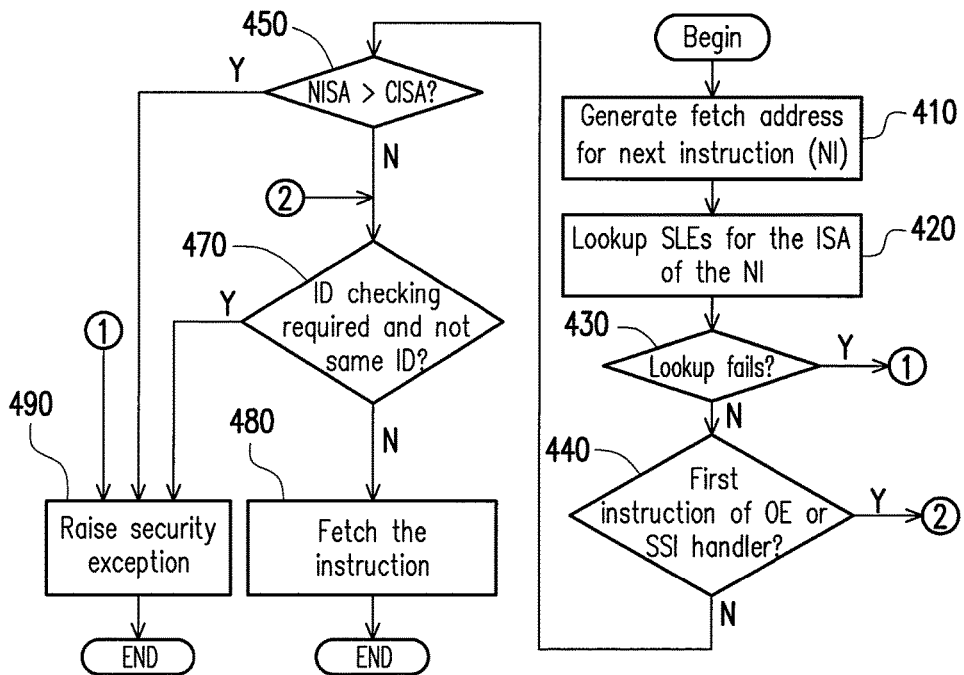 Begin
Generate fetch address
for next instruction (NI)
410
Lookup SLEs for the ISA
of the NI
420
430
Lookup fails?
Y
1
N
440
First
instruction of OE or
SSI handler?
Y
2
N
450
Y
NISA > CISA?
N
2
470
Y
ID checking
required and not
same ID?
1
N
490
480
Raise security
exception
Fetch the
instruction
END
END